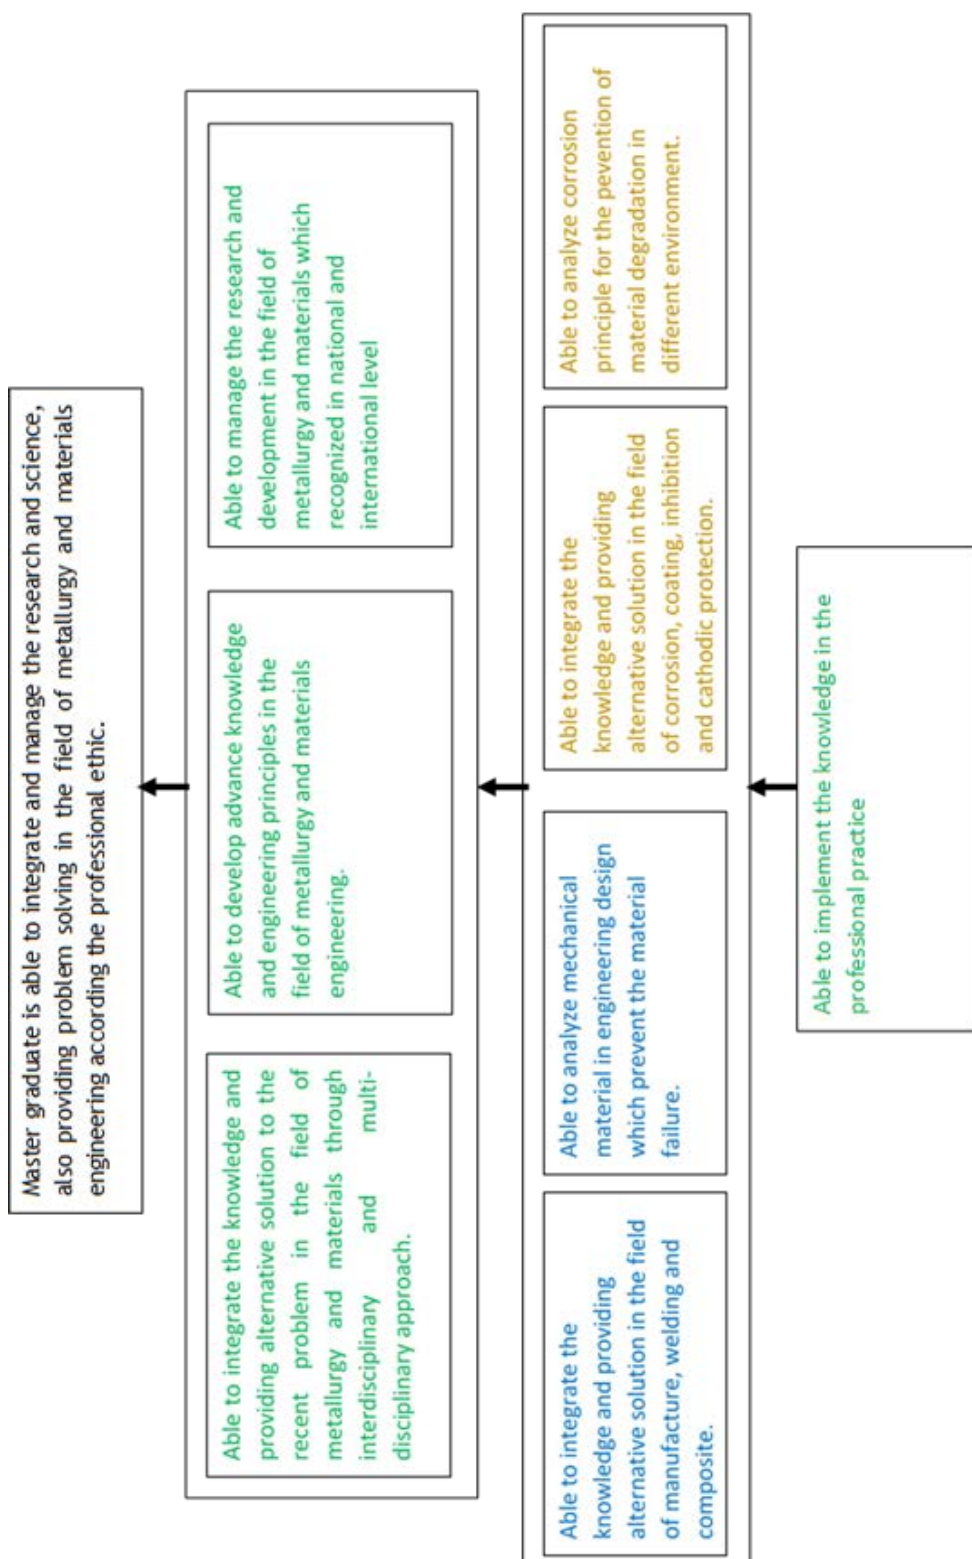 Master graduate is able to integrate and manage the research and science,
also providing problem solving in the field of metallurgy and materials
engineering according the professional ethic.
Able to integrate the knowledge and
providing alternative solution to the
recent problem in the field of
metallurgy and materials through
interdisciplinary and multi-
disciplinary approach.
Able to develop advance knowledge
and engineering principles in the
field of metallurgy and materials
engineering.
Able to manage the research and
development in the field of
metallurgy and materials which
recognized in national and
international level
Able to integrate the
knowledge and providing
alternative solution in the field
of manufacture, welding and
composite.
Able to analyze mechanical
material in engineering design
which prevent the material
failure.
Able to integrate the
knowledge and providing
alternative solution in the field
of corrosion, coating, inhibition
and cathodic protection.
Able to analyze corrosion
principle for the pevention of
material degradation in
different environment.
Able to implement the knowledge in the
professional practice